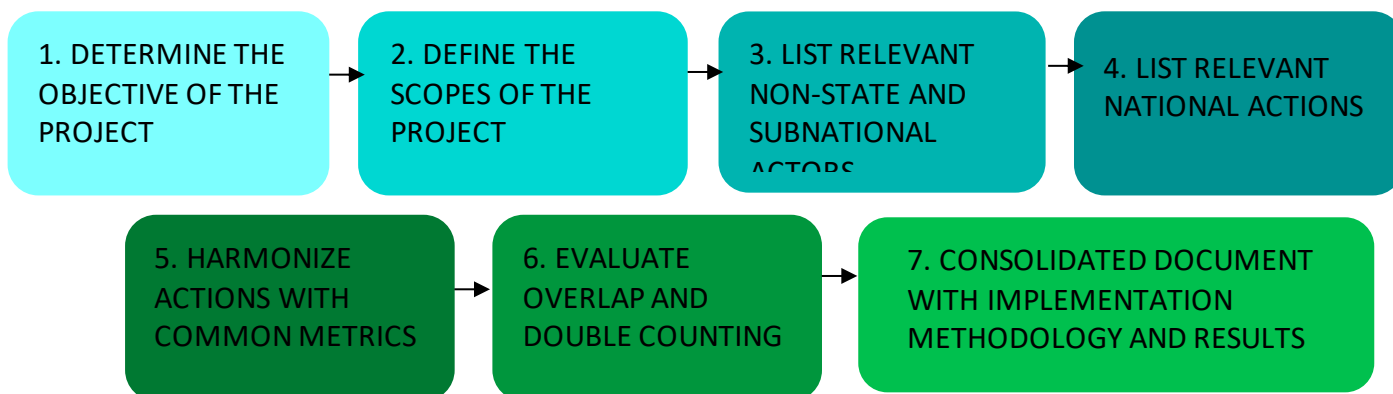 1. DETERMINE THE
OBJECTIVE OF THE
PROJECT
2. DEFINE THE
SCOPES OF THE
PROJECT
3. LIST RELEVANT
NON-STATE AND
SUBNATIONAL
ACTORS
4. LIST RELEVANT
NATIONAL ACTIONS
5. HARMONIZE
ACTIONS WITH
COMMON METRICS
6. EVALUATE
OVERLAP AND
DOUBLE COUNTING
7. CONSOLIDATED DOCUMENT
WITH IMPLEMENTATION
METHODOLOGY AND RESULTS